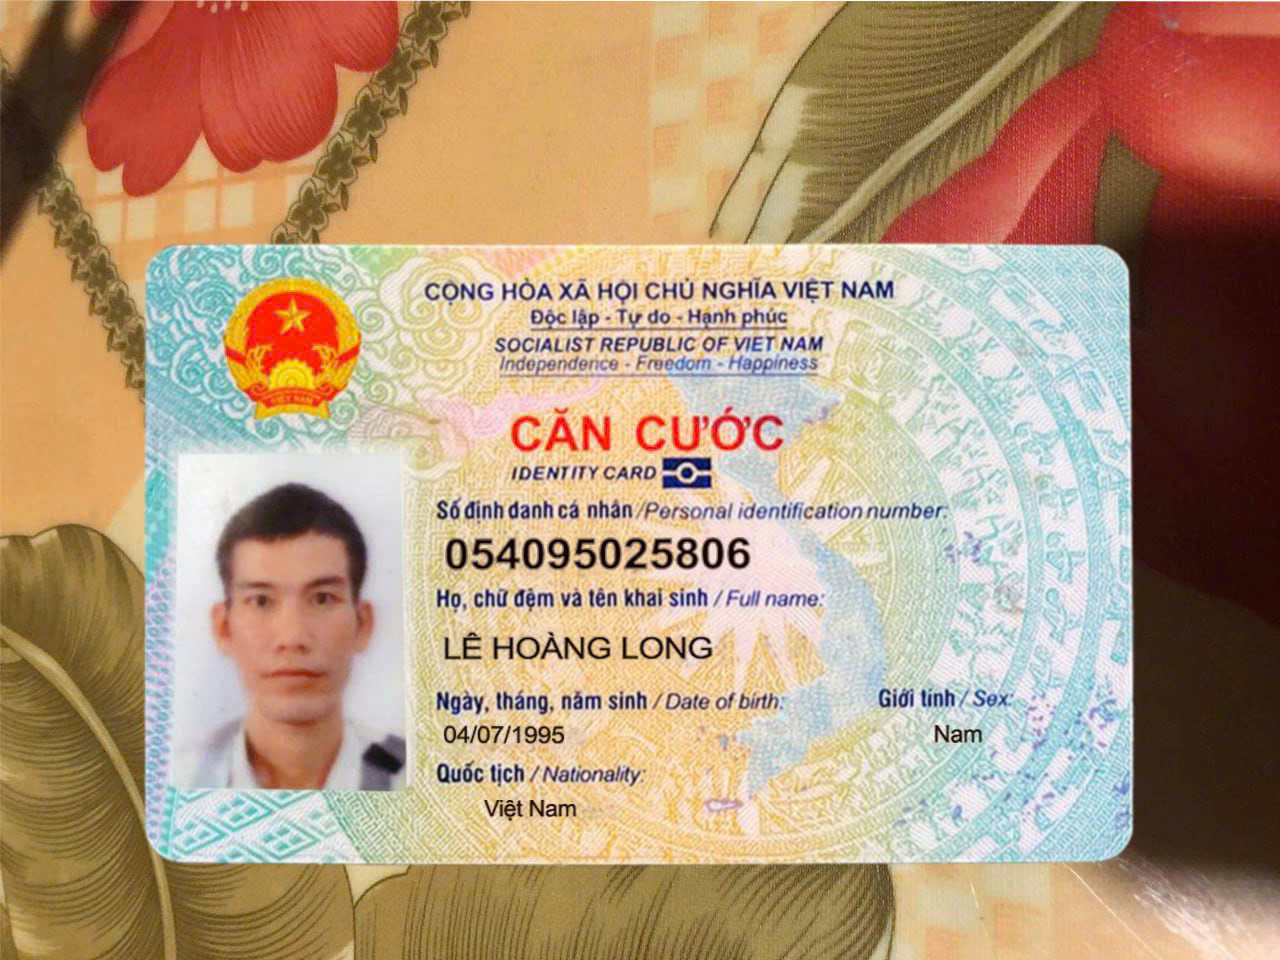 CỘNG HÒA XÃ HỘI CHỦ NGHĨA VIỆT NAM
Độc lập - Tự do - Hạnh phúc
SOCIALIST REPUBLIC OF VIET NAM
Independence - Freedom - Happiness
CĂN CƯỚC
IDENTITY CARD
Số định danh cá nhân /Personal identification number:
054095025806
Họ, chữ đệm và tên khai sinh / Full name:
LÊ HOÀNG LONG
Ngày, tháng, năm sinh / Date of birth: Giới tính / Sex:
04/07/1995 Nam
Quốc tịch / Nationality:
Việt Nam
VIỆT NAM